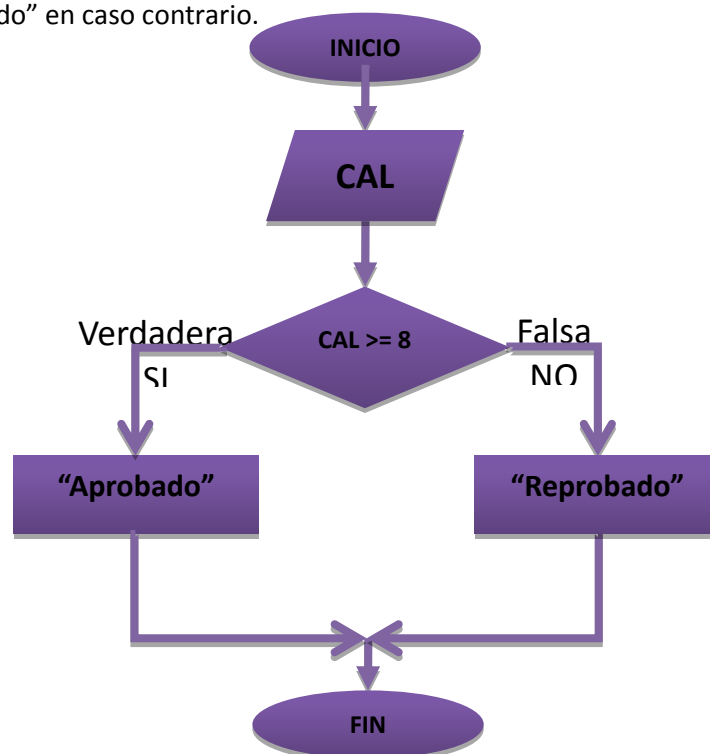 do” en caso contrario.
INICIO
CAL
Verdadera
SI
CAL >= 8
Falsa
NO
“Aprobado”
“Reprobado”
FIN